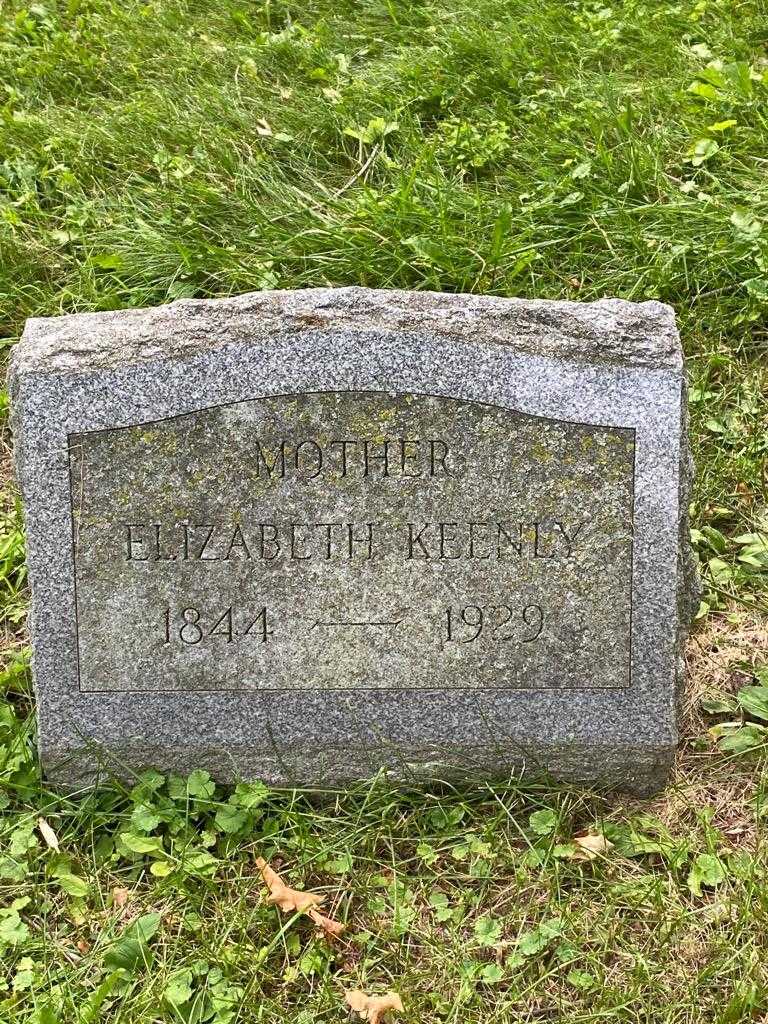 MOTHER
ELIZABETH KEENLY
1844 — 1929